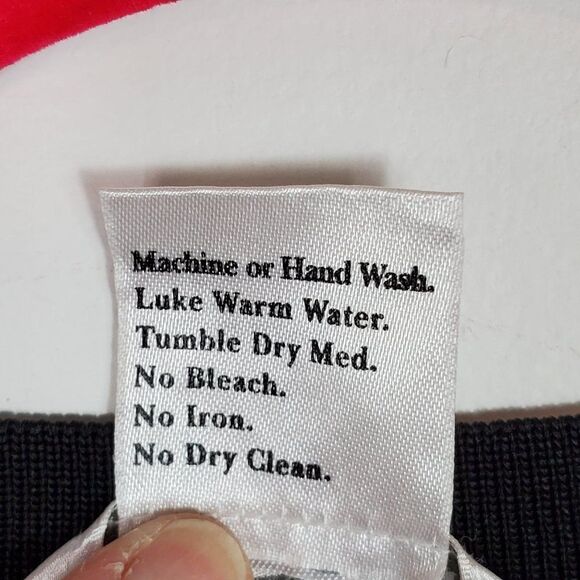 Machine or Hand Wash.
Luke Warm Water.
Tumble Dry Med.
No Bleach.
No Iron.
No Dry Clean.